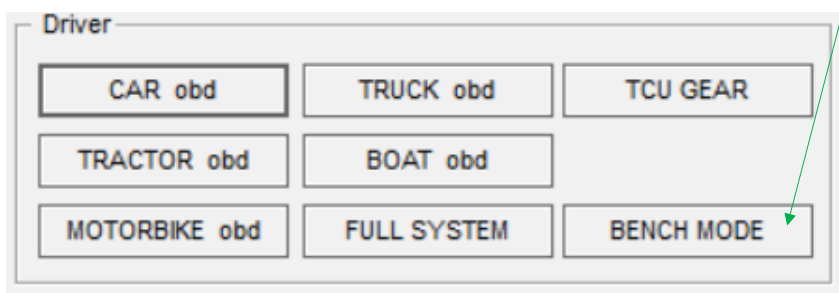 Driver
CAR obd TRUCK obd TCU GEAR
TRACTOR obd BOAT obd
MOTORBIKE obd FULL SYSTEM BENCH MODE